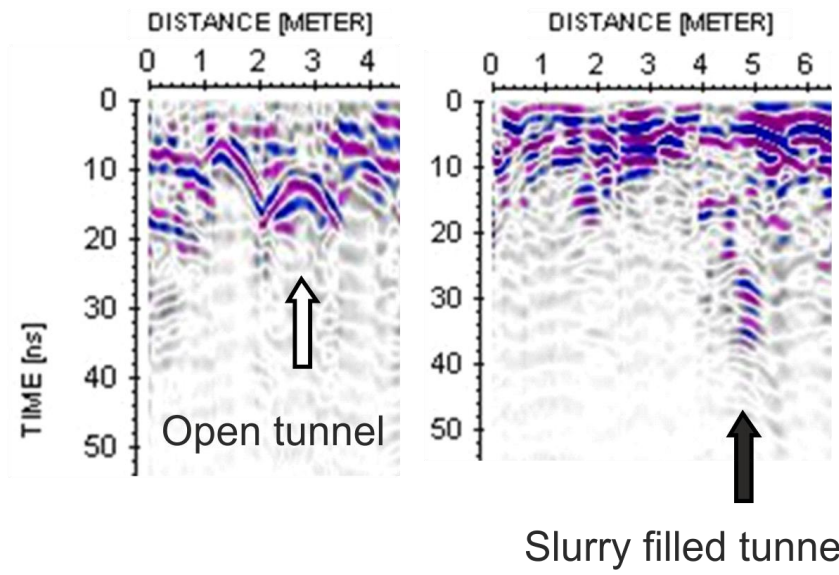 DISTANCE [METER]
0 1 2 3 4
0
10
20
30
40
50
TIME [ns]
Open tunnel
DISTANCE [METER]
0 1 2 3 4 5 6
0
10
20
30
40
50
Slurry filled tunne